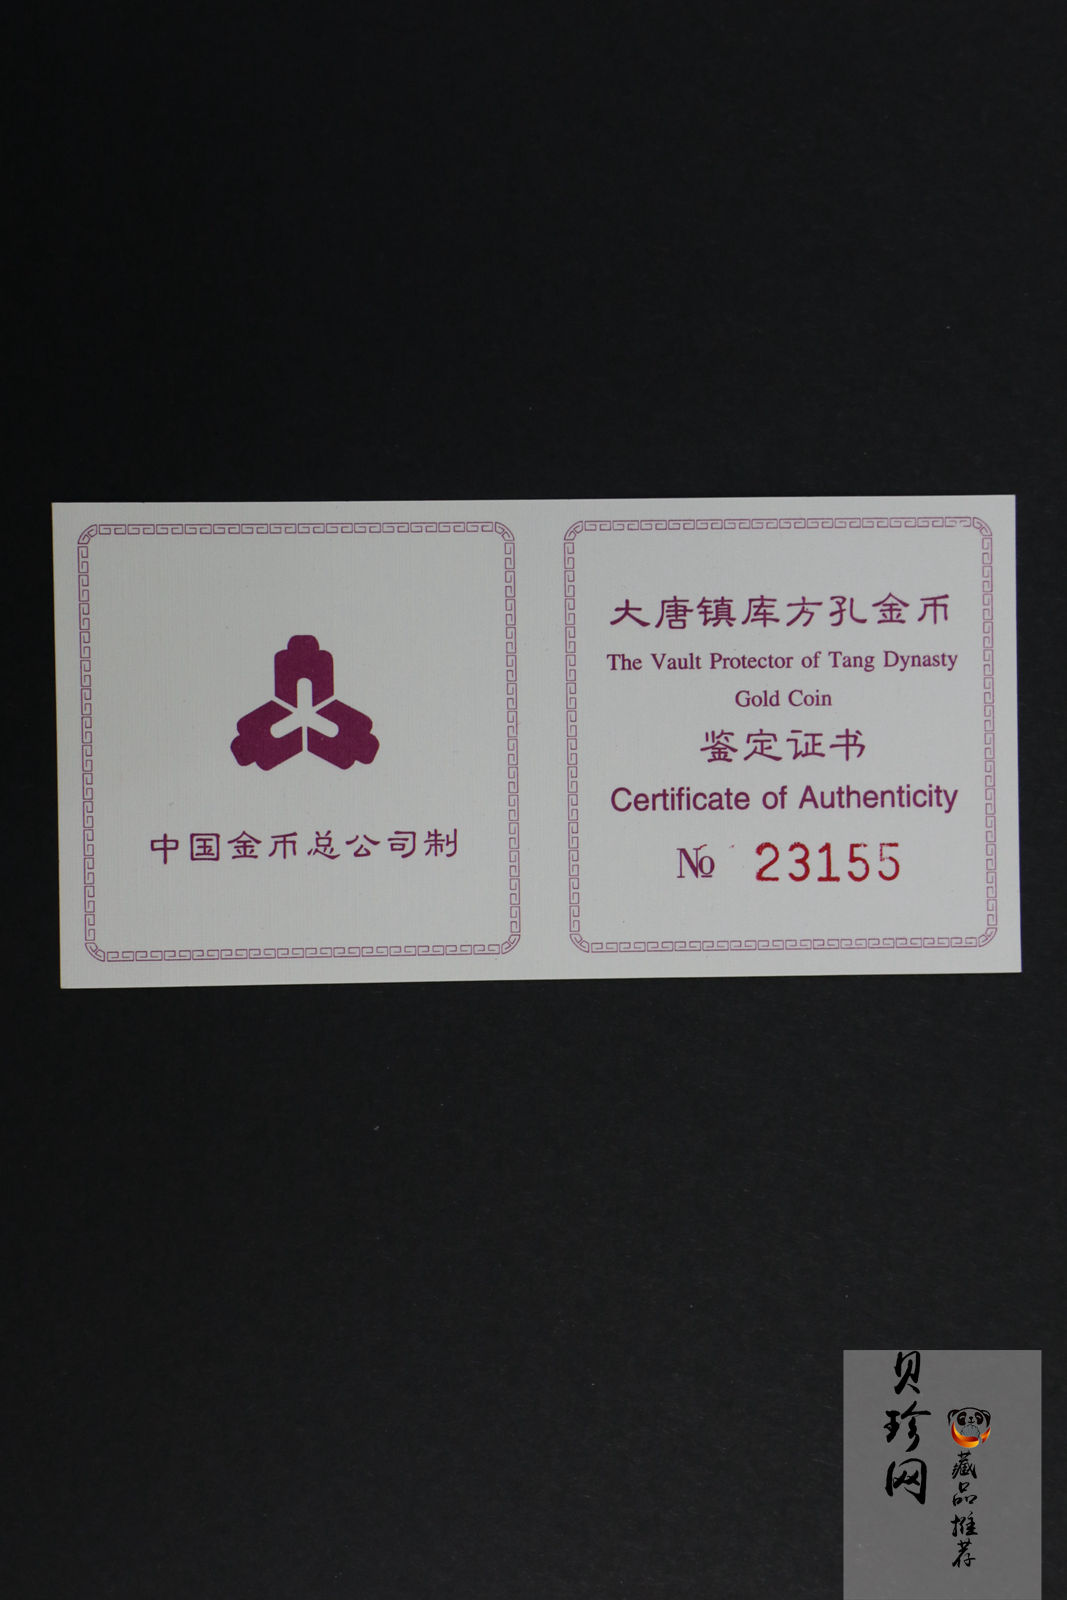 中国金币总公司制
大唐镇库方孔金币
The Vault Protector of Tang Dynasty
Gold Coin
鉴定证书
Certificate of Authenticity
№ 23155
贝珍网
藏品推荐